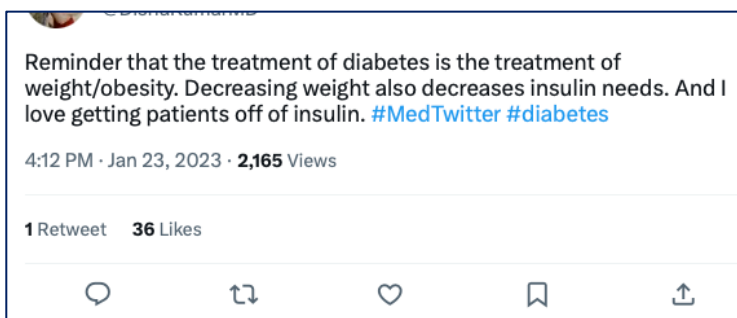 Reminder that the treatment of diabetes is the treatment of
weight/obesity. Decreasing weight also decreases insulin needs. And I
love getting patients off of insulin. #MedTwitter #diabetes
4:12 PM · Jan 23, 2023 · 2,165 Views
1 Retweet 36 Likes